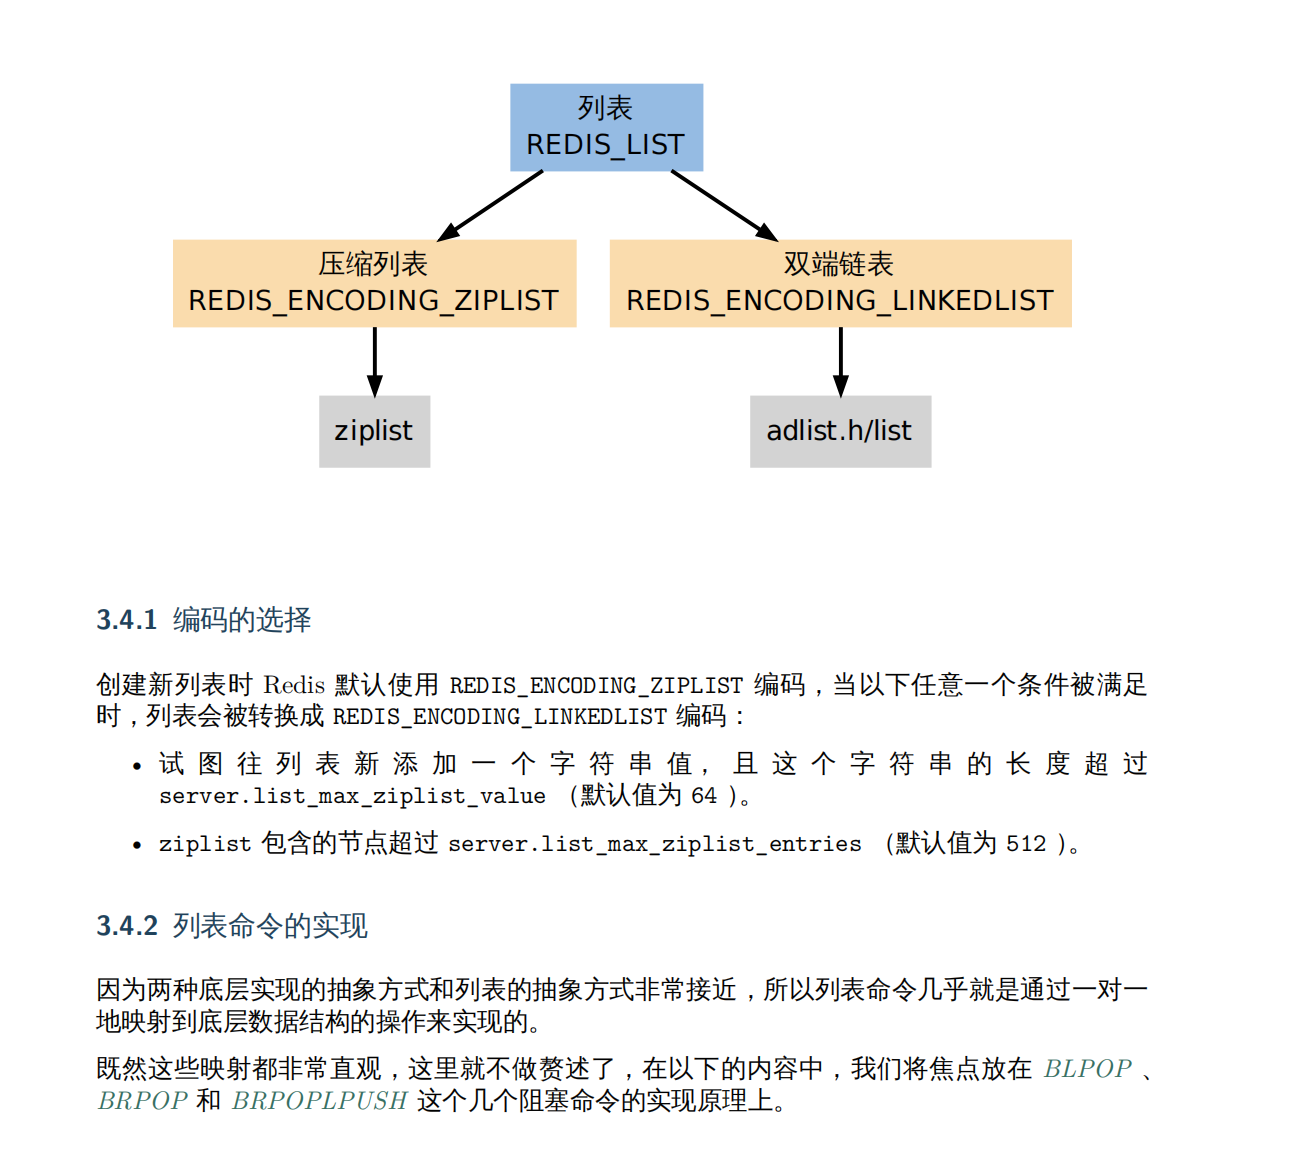 列表
REDIS_LIST
压缩列表
REDIS_ENCODING_ZIPLIST
双端链表
REDIS_ENCODING_LINKEDLIST
ziplist
adlist.h/list
3.4.1 编码的选择
创建新列表时 Redis 默认使用 REDIS_ENCODING_ZIPLIST 编码，当以下任意一个条件被满足
时，列表会被转换成 REDIS_ENCODING_LINKEDLIST 编码：
• 试图往列表新添加一个字符串值，且这个字符串的长度超过
server.list_max_ziplist_value （默认值为 64 ）。
• ziplist 包含的节点超过 server.list_max_ziplist_entries （默认值为 512 ）。
3.4.2 列表命令的实现
因为两种底层实现的抽象方式和列表的抽象方式非常接近，所以列表命令几乎就是通过一对一
地映射到底层数据结构的操作来实现的。
既然这些映射都非常直观，这里就不做赘述了，在以下的内容中，我们将焦点放在 BLPOP 、
BRPOP 和 BRPOPLPUSH 这个几个阻塞命令的实现原理上。